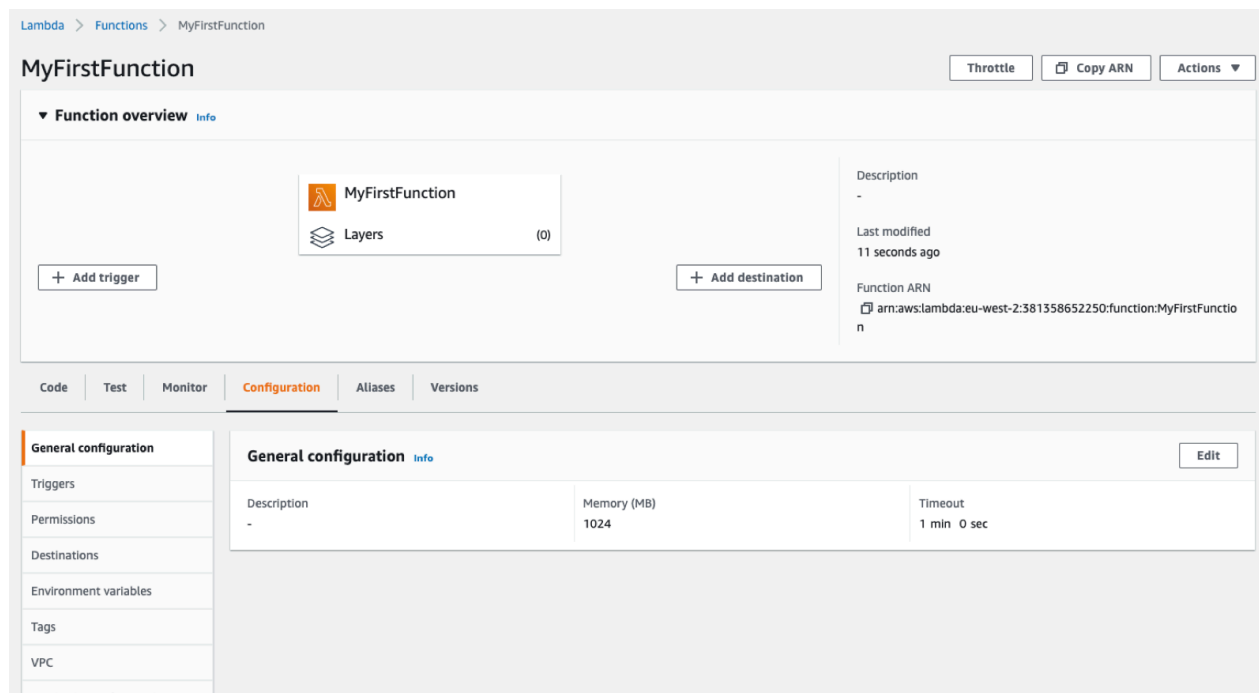 Lambda > Functions > MyFirstFunction
MyFirstFunction
Throttle
Copy ARN
Actions ▼
▼ Function overview Info
MyFirstFunction
Layers (0)
+ Add trigger
+ Add destination
Description
-
Last modified
11 seconds ago
Function ARN
arn:aws:lambda:eu-west-2:381358652250:function:MyFirstFunctio
n
Code Test Monitor Configuration Aliases Versions
General configuration
Triggers
Permissions
Destinations
Environment variables
Tags
VPC
General configuration Info
Edit
Description
-
Memory (MB)
1024
Timeout
1 min 0 sec